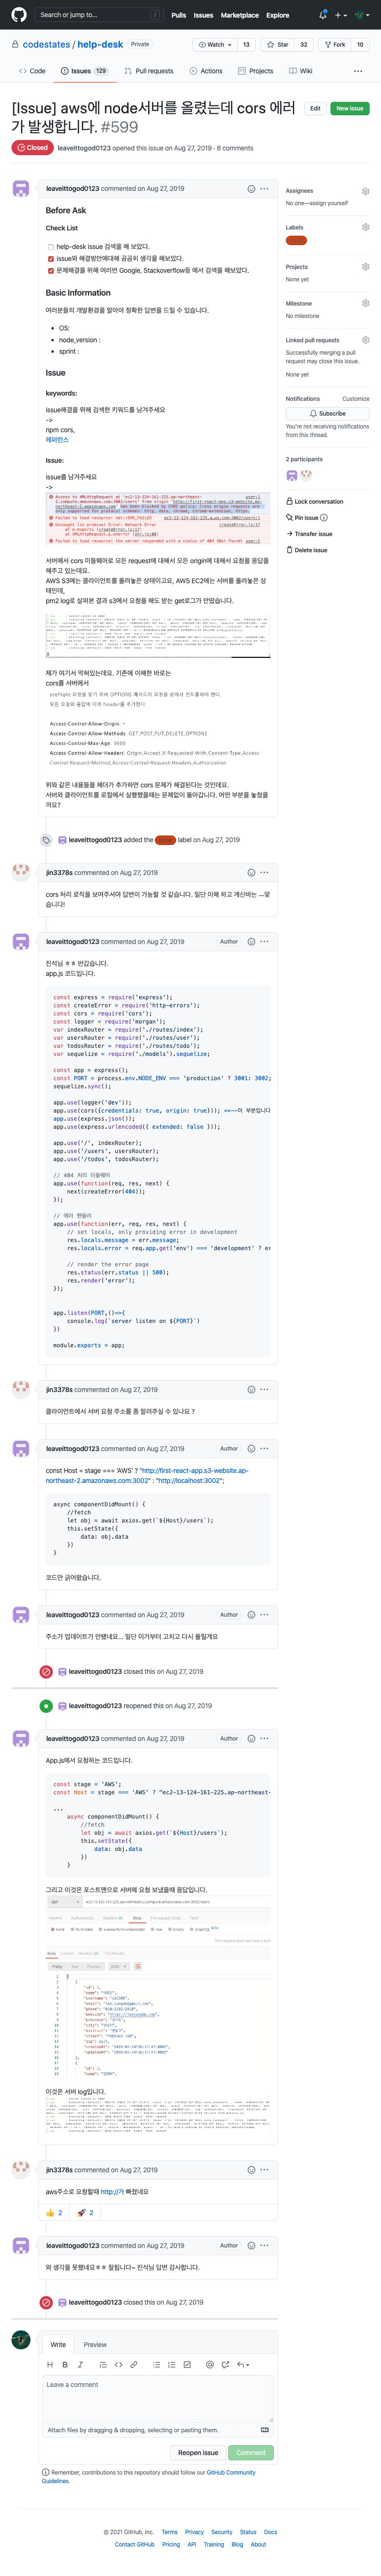 Search or jump to...
/
Pulls Issues Marketplace Explore
codestates / help-desk Private
Watch 13 Star 32 Fork 10
Code Issues 129 Pull requests Actions Projects Wiki
[Issue] aws에 node서버를 올렸는데 cors 에러
가 발생합니다. #599
Edit New issue
Closed leaveittogod0123 opened this issue on Aug 27, 2019 · 8 comments
leaveittogod0123 commented on Aug 27, 2019
Before Ask
Check List
help-desk issue 검색을 해 보았다.
issue와 해결방안에대해 곰곰히 생각을 해보았다.
문제해결을 위해 여러번 Google, Stackoverflow등 에서 검색을 해보았다.
Basic Information
여러분들의 개발환경을 알아야 정확한 답변을 드릴 수 있습니다.
OS:
node_version :
sprint :
Issue
keywords:
issue해결을 위해 검색한 키워드를 남겨주세요
->
npm cors,
레퍼런스
Issue:
issue를 남겨주세요
->
서버에서 cors 미들웨어로 모든 request에 대해서 모든 origin에 대해서 요청을 응답을
해주고 있는데요.
AWS S3에는 클라이언트를 올려놓은 상태이고요, AWS EC2에는 서버를 올려놓은 상
태인데,
pm2 log로 살펴본 결과 s3에서 요청을 해도 받는 get로그가 안떴습니다.
제가 여기서 막혀있는데요. 기존에 이해한 바로는
cors를 서버에서
preflight 요청을 받기 위해 OPTIONS 메서드의 요청을 받아서 컨트롤해야 한다.
모든 요청의 응답에 아래 header를 추가한다.
Access-Control-Allow-Origin: *
Access-Control-Allow-Methods: GET,POST,PUT,DELETE,OPTIONS
Access-Control-Max-Age: 3600
Access-Control-Allow-Headers: Origin,Accept,X-Requested-With,Content-Type,Access-
Control-Request-Method,Access-Control-Request-Headers,Authorization
위와 같은 내용들을 헤더가 추가하면 cors 문제가 해결된다는 것인데요.
서버와 클라이언트를 로컬에서 실행했을때는 문제없이 돌아갑니다. 어떤 부분을 놓쳤을
까요?
leaveittogod0123 added the label on Aug 27, 2019
jin3378s commented on Aug 27, 2019
cors 처리 로직을 보여주셔야 답변이 가능할 것 같습니다. 일단 이해 하고 계신바는 ...맞
습니다!
leaveittogod0123 commented on Aug 27, 2019 Author
진석님 ㅎㅎ 반갑습니다.
app.js 코드입니다.
const express = require('express');
const createError = require('http-errors');
const cors = require('cors');
const logger = require('morgan');
var indexRouter = require('./routes/index');
var usersRouter = require('./routes/user');
var todosRouter = require('./routes/todo');
var sequelize = require('./models').sequelize;
const app = express();
const PORT = process.env.NODE_ENV === 'production' ? 3001: 3002;
sequelize.sync();
app.use(logger('dev'));
app.use(cors({credentials: true, origin: true})); <<--이 부분입니다
app.use(express.json());
app.use(express.urlencoded({ extended: false }));
app.use('/', indexRouter);
app.use('/users', usersRouter);
app.use('/todos', todosRouter);
// 404 처리 미들웨어
app.use(function(req, res, next) {
next(createError(404));
});
// 에러 핸들러
app.use(function(err, req, res, next) {
// set locals, only providing error in development
res.locals.message = err.message;
res.locals.error = req.app.get('env') === 'development' ? er
// render the error page
res.status(err.status || 500);
res.render('error');
});
app.listen(PORT,()=>{
console.log(`server listen on ${PORT}`)
})
module.exports = app;
jin3378s commented on Aug 27, 2019
클라이언트에서 서버 요청 주소를 좀 알려주실 수 있나요 ?
leaveittogod0123 commented on Aug 27, 2019 Author
const Host = stage === 'AWS' ? "http://first-react-app.s3-website.ap-
northeast-2.amazonaws.com:3002" : "http://localhost:3002";
async componentDidMount() {
//fetch
let obj = await axios.get(`${Host}/users`);
this.setState({
data: obj.data
})
}
코드만 긁어왔습니다.
leaveittogod0123 commented on Aug 27, 2019 Author
주소가 업데이트가 안됐네요... 일단 이거부터 고치고 다시 올릴게요
leaveittogod0123 closed this on Aug 27, 2019
leaveittogod0123 reopened this on Aug 27, 2019
leaveittogod0123 commented on Aug 27, 2019 Author
App.js에서 요청하는 코드입니다.
const stage = 'AWS';
const Host = stage === 'AWS' ? "ec2-13-124-161-225.ap-northeast-
...
async componentDidMount() {
//fetch
let obj = await axios.get(`${Host}/users`);
this.setState({
data: obj.data
})
}
그리고 이것은 포스트맨으로 서버에 요청 보냈을때 응답입니다.
이것은 서버 log입니다.
jin3378s commented on Aug 27, 2019
aws주소로 요청할때 http://가 빠졌네요
2 2
leaveittogod0123 commented on Aug 27, 2019 Author
와 생각을 못했네요ㅎㅎ 잘됩니다~ 진석님 답변 감사합니다.
leaveittogod0123 closed this on Aug 27, 2019
Write Preview
Leave a comment
Attach files by dragging & dropping, selecting or pasting them.
Reopen issue Comment
Remember, contributions to this repository should follow our GitHub Community
Guidelines.
Assignees
No one—assign yourself
Labels
Projects
None yet
Milestone
No milestone
Linked pull requests
Successfully merging a pull
request may close this issue.
None yet
Notifications Customize
Subscribe
You're not receiving notifications
from this thread.
2 participants
Lock conversation
Pin issue
Transfer issue
Delete issue
© 2021 GitHub, Inc. Terms Privacy Security Status Docs
Contact GitHub Pricing API Training Blog About